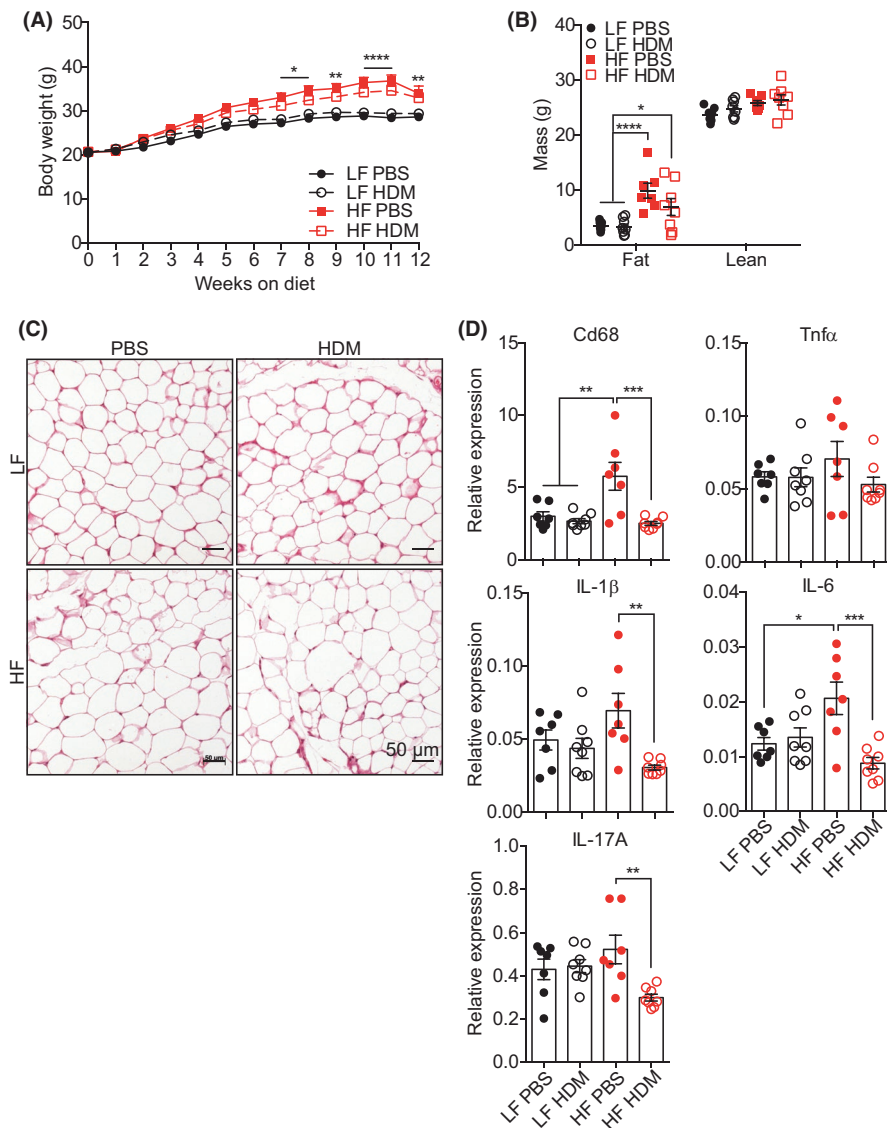 (A)
Body weight (g)
50
40
30
20
10
0
*
**
****
**
LF PBS
LF HDM
HF PBS
HF HDM
0 1 2 3 4 5 6 7 8 9 10 11 12
Weeks on diet
(B)
LF PBS
LF HDM
HF PBS
HF HDM
Mass (g)
40
30
20
10
0
*
****
Fat Lean
(C)
PBS HDM
LF
HF
50 μm
50 μm
(D)
Cd68
Relative expression
15
10
5
0
** ***
Tnfα
0.15
0.10
0.05
0.00
IL-1β
Relative expression
0.15
0.10
0.05
0.00
**
IL-6
0.04
0.03
0.02
0.01
0.00
* ***
LF PBS LF HDM HF PBS HF HDM
IL-17A
Relative expression
1.0
0.8
0.6
0.4
0.2
0.0
**
LF PBS LF HDM HF PBS HF HDM